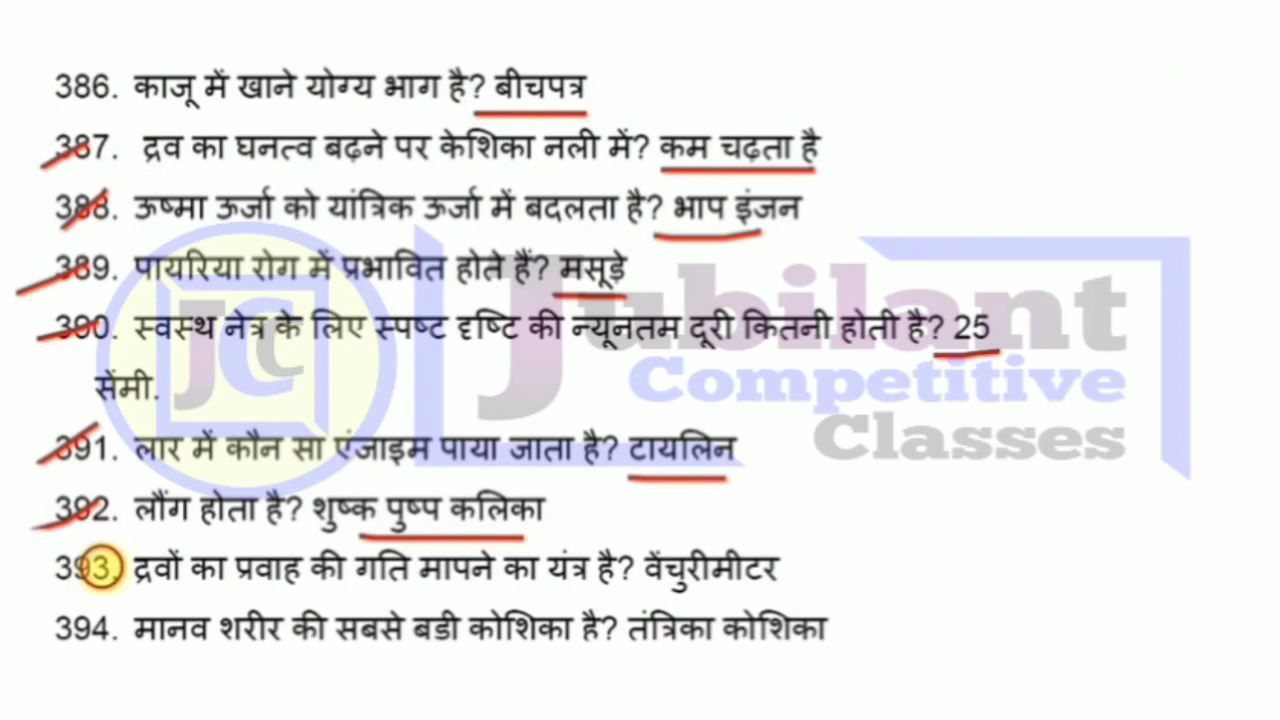 386. काजू में खाने योग्य भाग है? बीचपत्र
387. द्रव का घनत्व बढ़ने पर केशिका नली में? कम चढ़ता है
388. ऊष्मा ऊर्जा को यांत्रिक ऊर्जा में बदलता है? भाप इंजन
389. पायरिया रोग में प्रभावित होते हैं? मसूड़े
390. स्वस्थ नेत्र के लिए स्पष्ट दृष्टि की न्यूनतम दूरी कितनी होती है? 25
सेंमी.
391. लार में कौन सा एंजाइम पाया जाता है? टायलिन
392. लौंग होता है? शुष्क पुष्प कलिका
393. द्रवों का प्रवाह की गति मापने का यंत्र है? वेंचुरीमीटर
394. मानव शरीर की सबसे बडी कोशिका है? तंत्रिका कोशिका
JC
Jubilant
Competitive
Classes